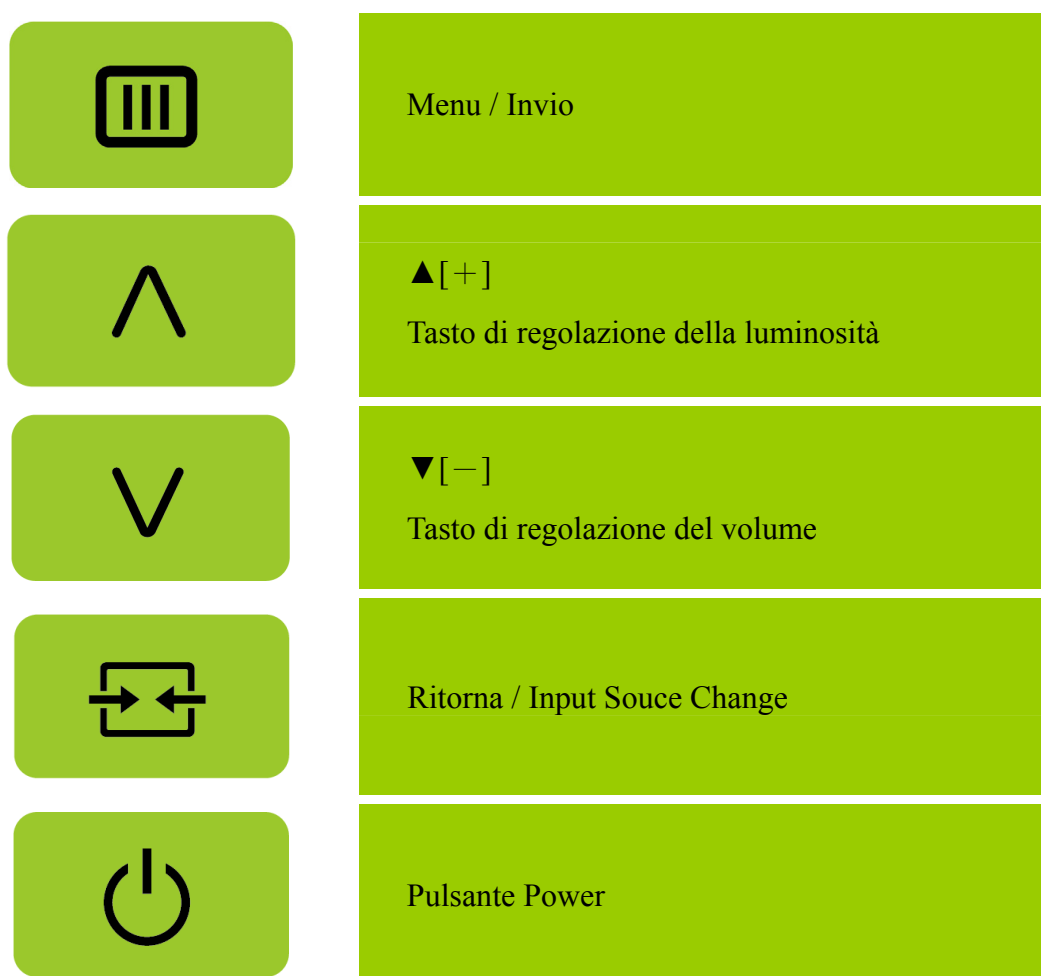 Menu / Invio
▲[＋]
Tasto di regolazione della luminosità
▼[－]
Tasto di regolazione del volume
Ritorna / Input Souce Change
Pulsante Power